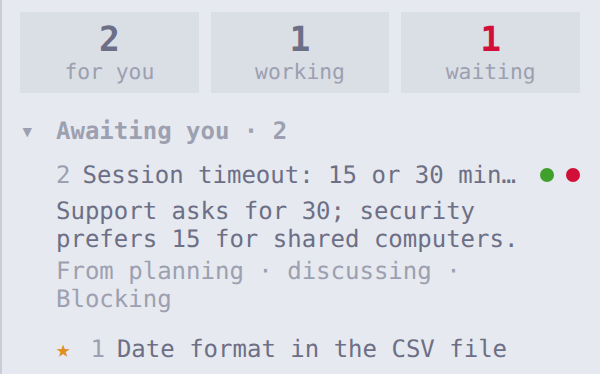 2 1 1
for you working waiting
▼ Awaiting you · 2
2 Session timeout: 15 or 30 min…
Support asks for 30; security
prefers 15 for shared computers.
From planning · discussing ·
Blocking
★ 1 Date format in the CSV file